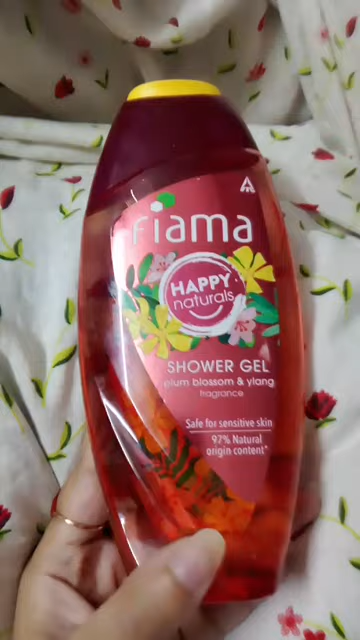 fiama
HAPPY
naturals
SHOWER GEL
plum blossom & ylang
fragrance
Safe for sensitive skin
97% Natural
origin content*